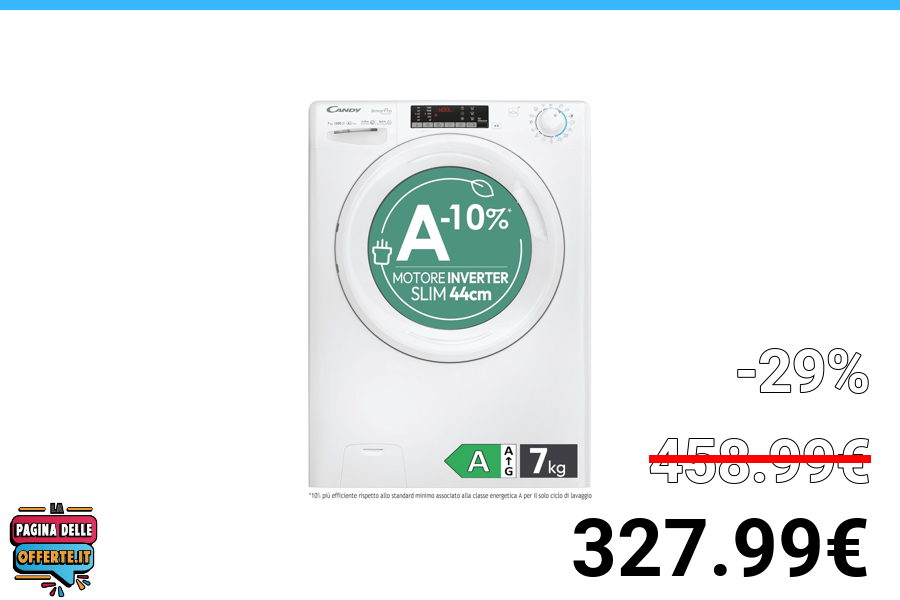 CANDY
A-10%*
MOTORE INVERTER
SLIM 44cm
A
A
G
7kg
*10% più efficiente rispetto allo standard minimo associato alla classe energetica A per il solo ciclo di lavaggio
-29%
458.99€
327.99€
LA
PAGINA DELLE
OFFERTE.IT